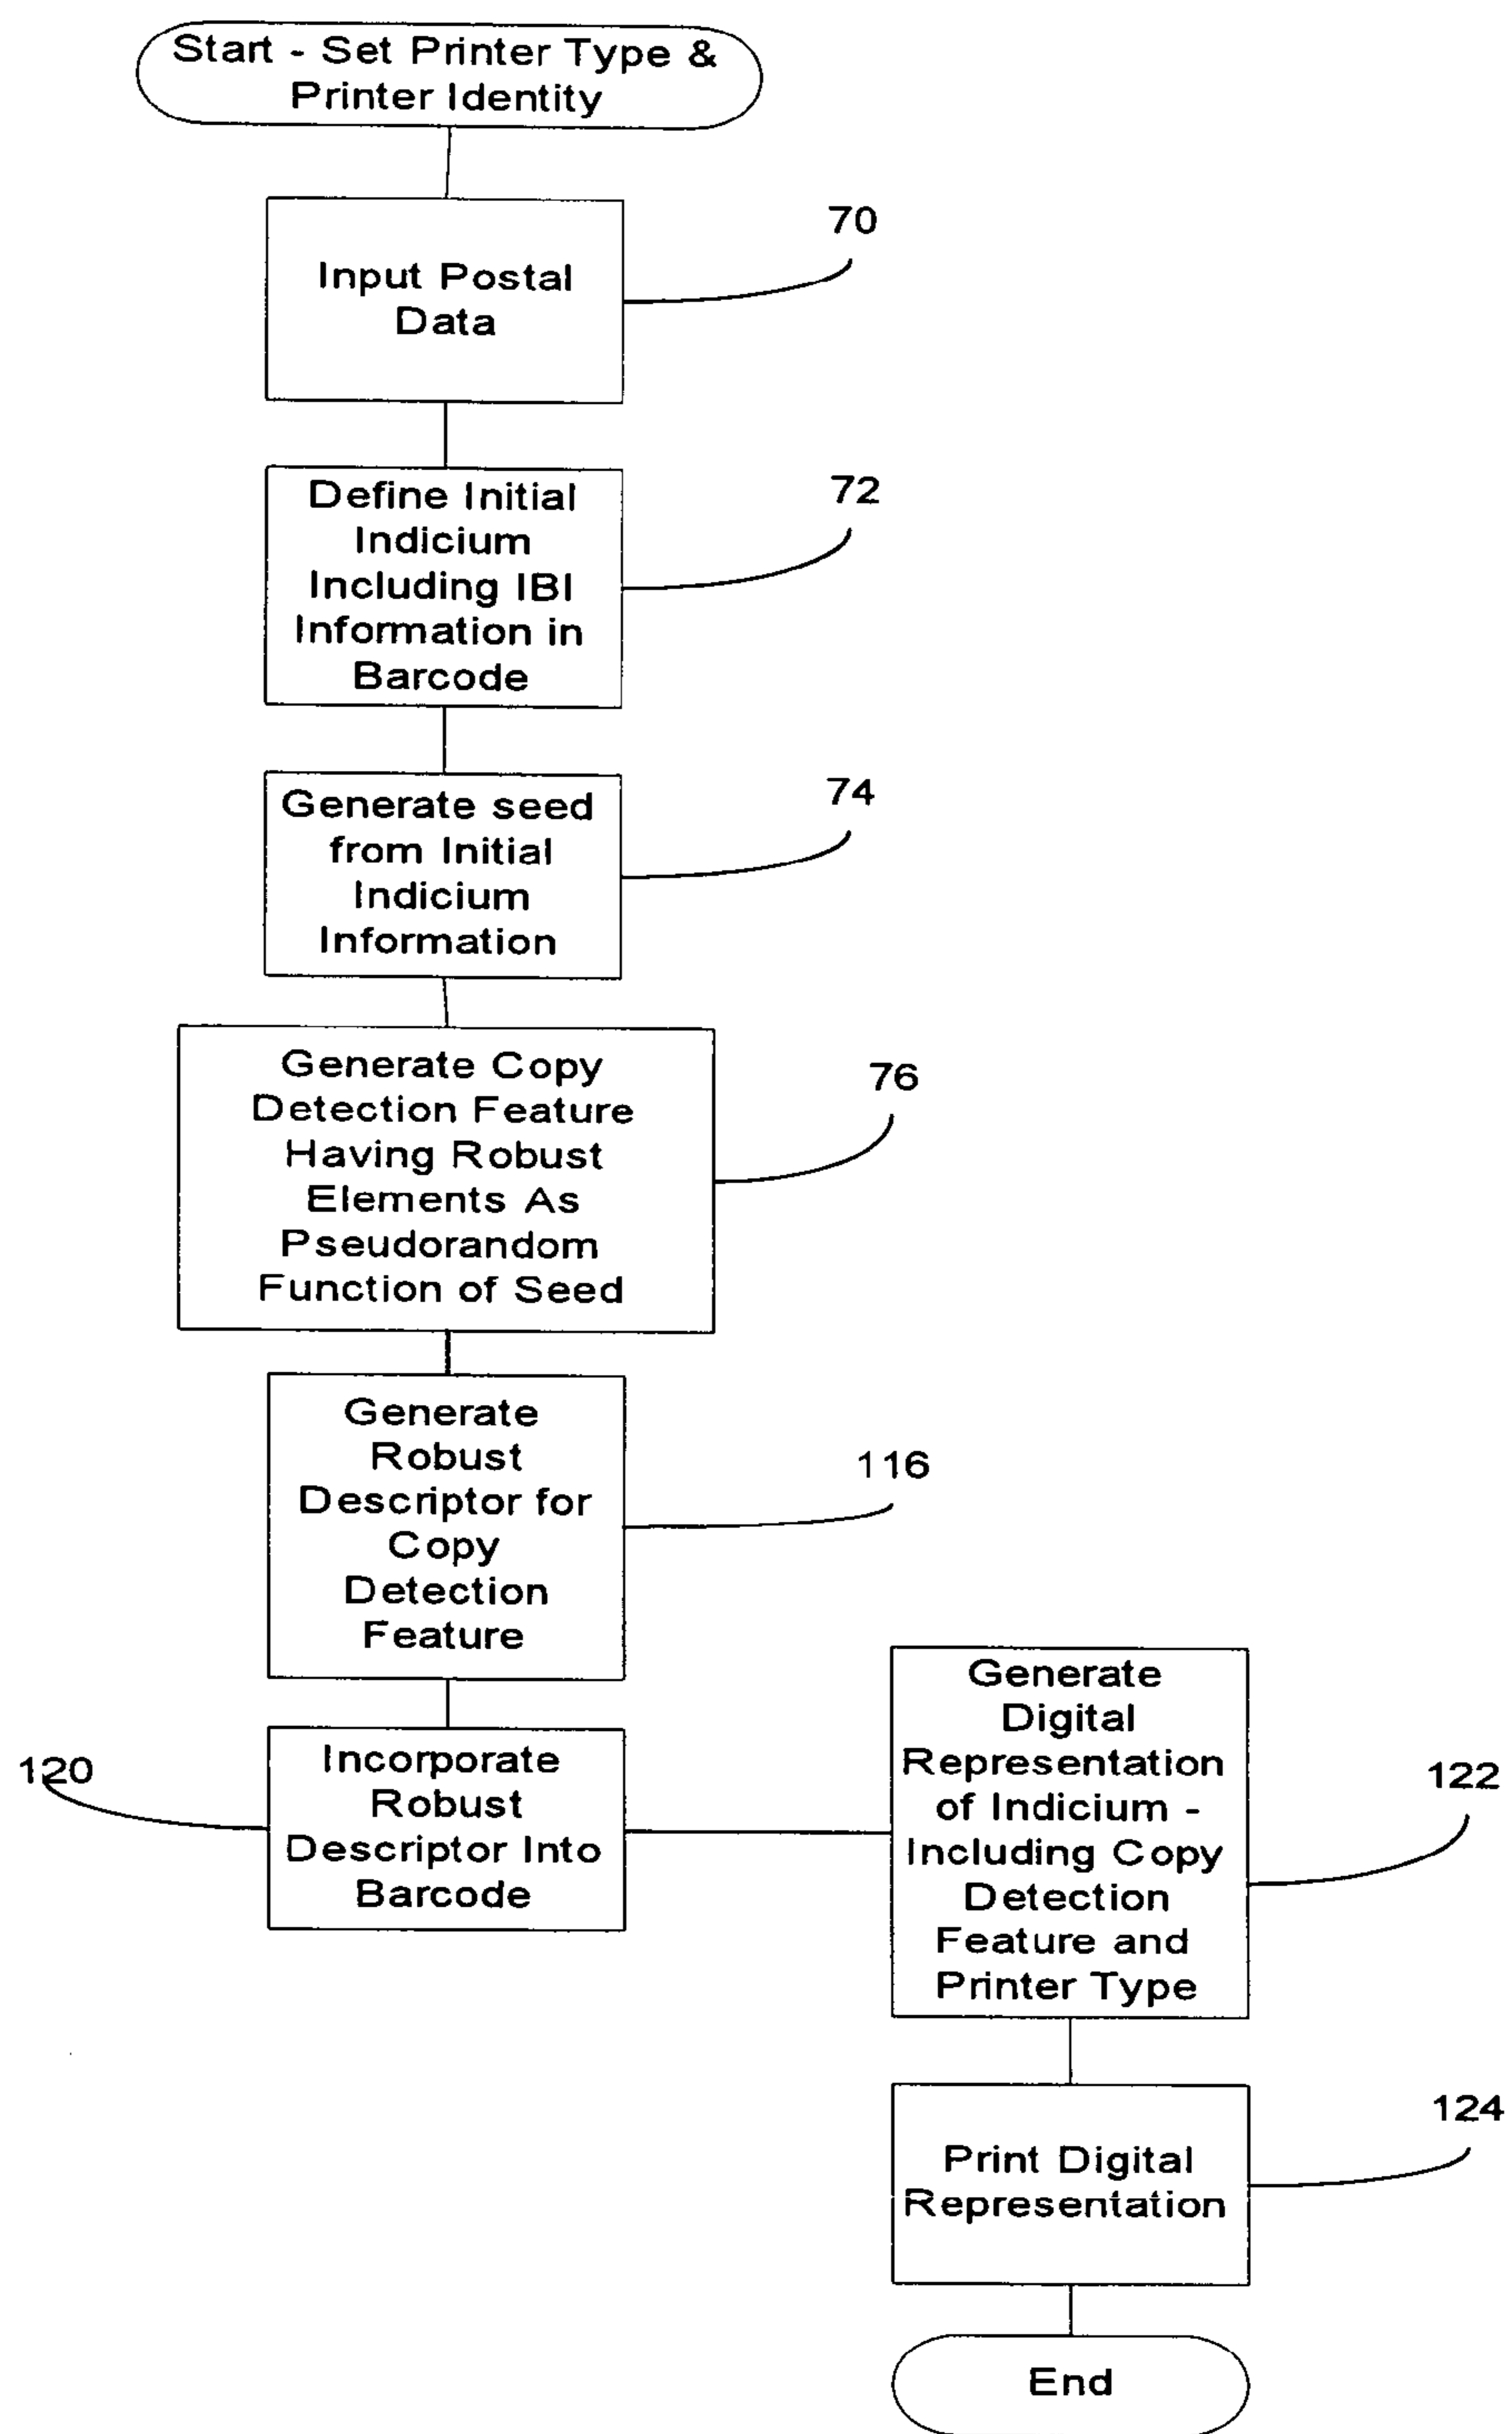 Start - Set Printer Type &
Printer Identity
70
Input Postal
Data
72
Define Initial
Indicium
Including IBI
Information in
Barcode
74
Generate seed
from Initial
Indicium
Information
76
Generate Copy
Detection Feature
Having Robust
Elements As
Pseudorandom
Function of Seed
116
Generate
Robust
Descriptor for
Copy
Detection
Feature
120
Incorporate
Robust
Descriptor Into
Barcode
122
Generate
Digital
Representation
of Indicium -
Including Copy
Detection
Feature and
Printer Type
124
Print Digital
Representation
End